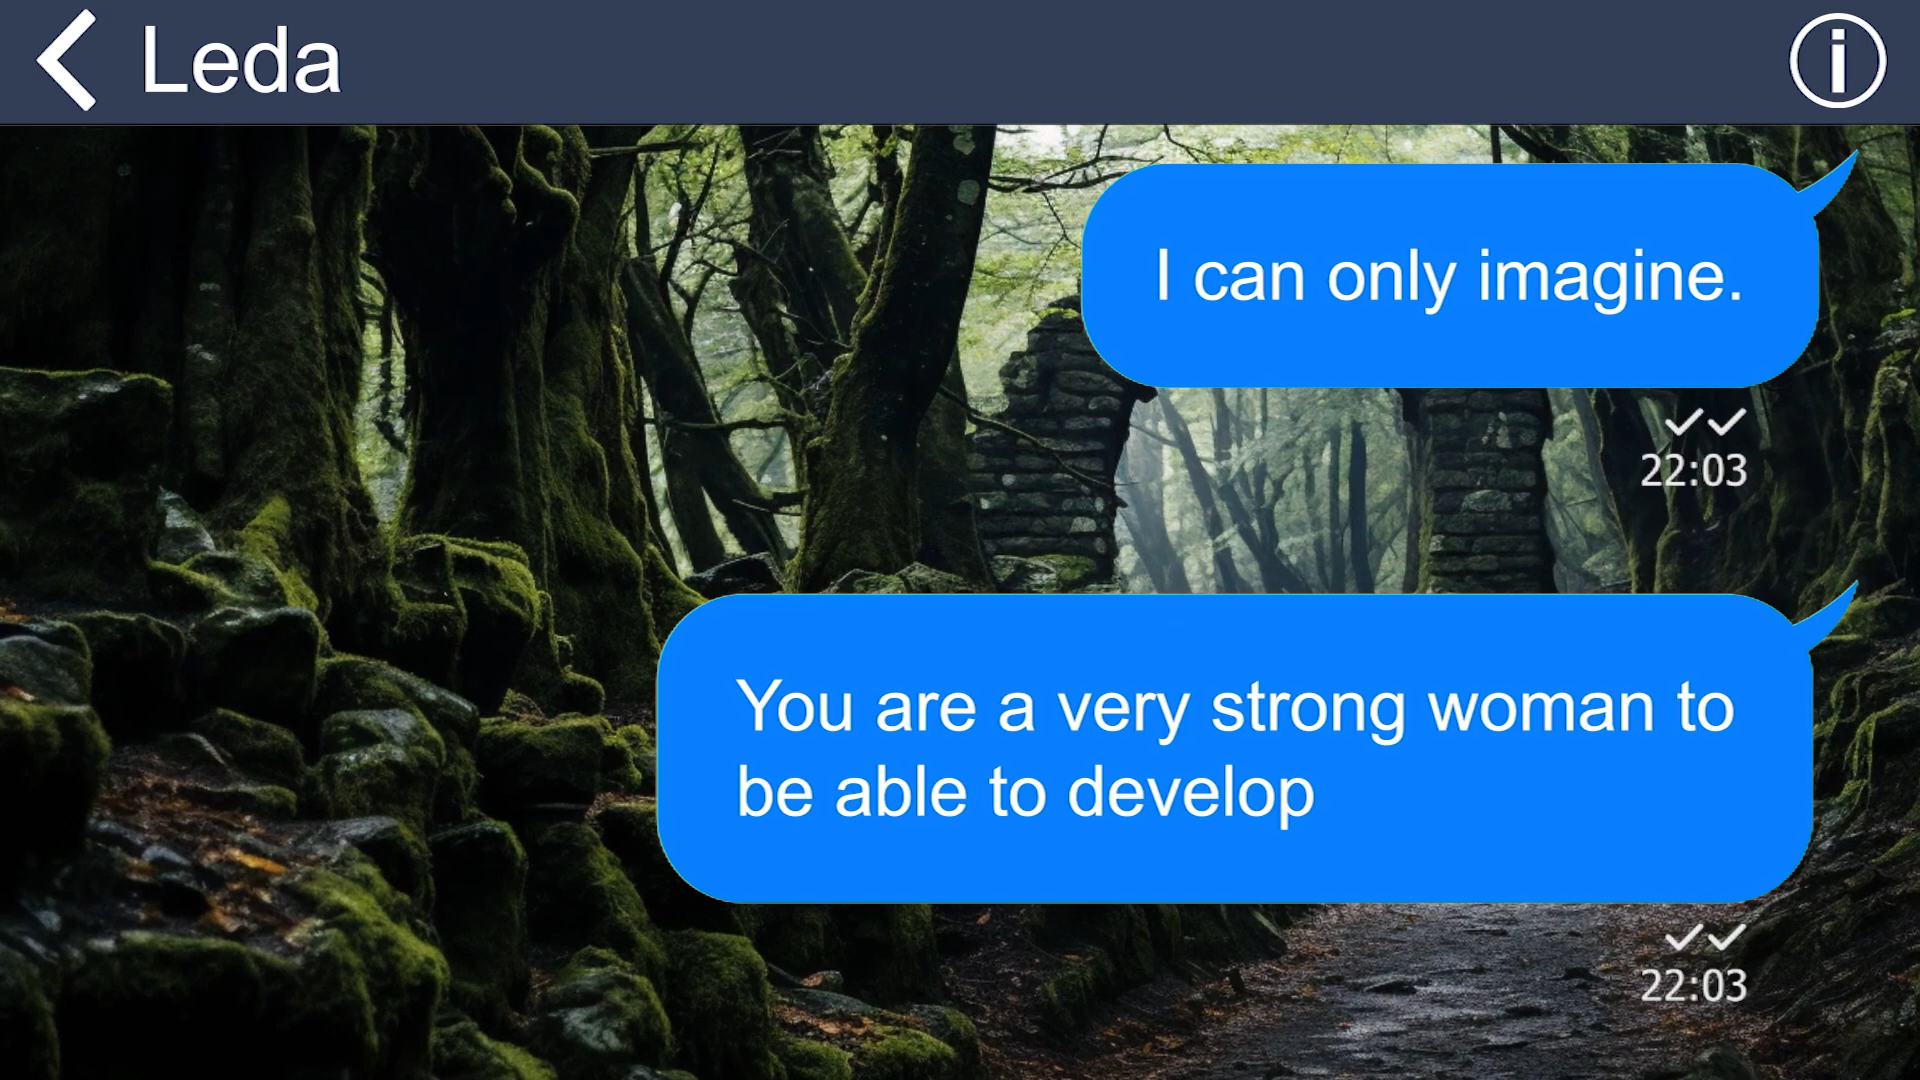 Leda
I can only imagine.
22:03
You are a very strong woman to
be able to develop
22:03